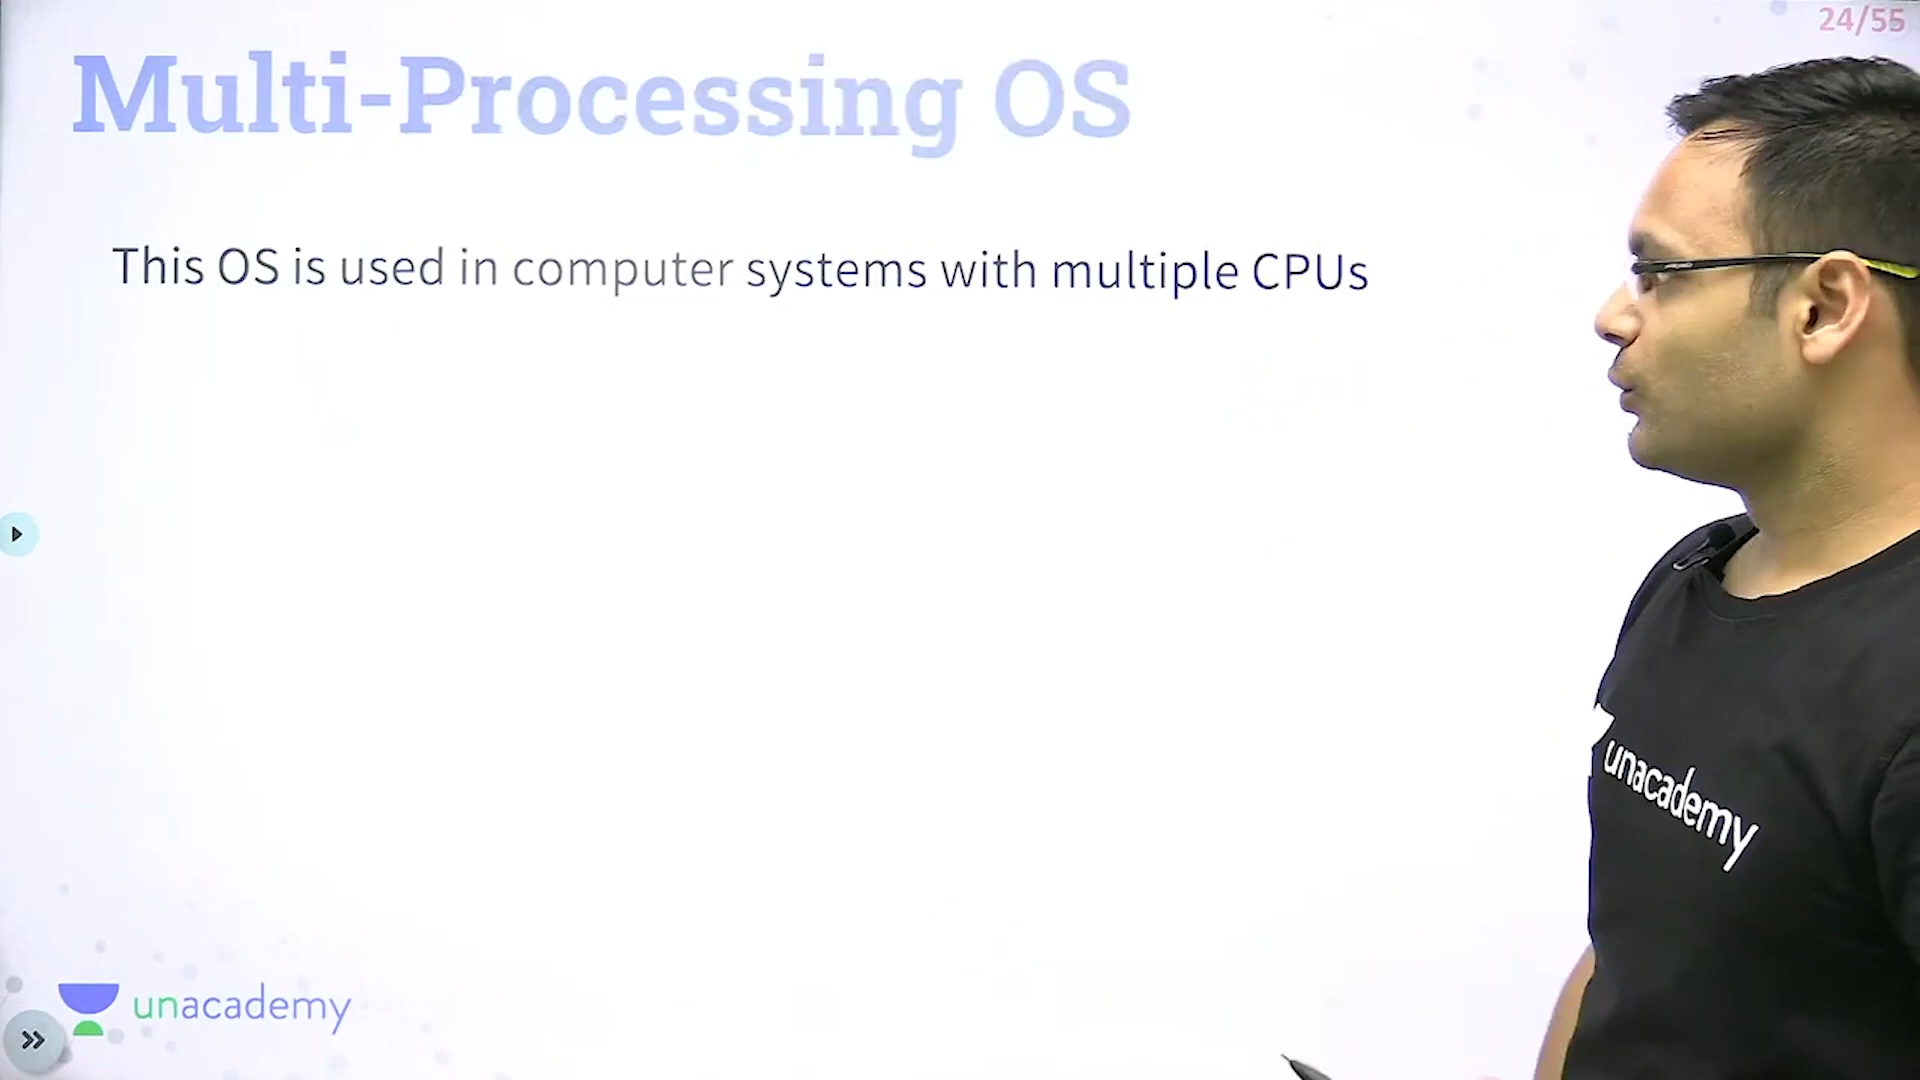 24/55
Multi-Processing OS
This OS is used in computer systems with multiple CPUs
unacademy
unacademy